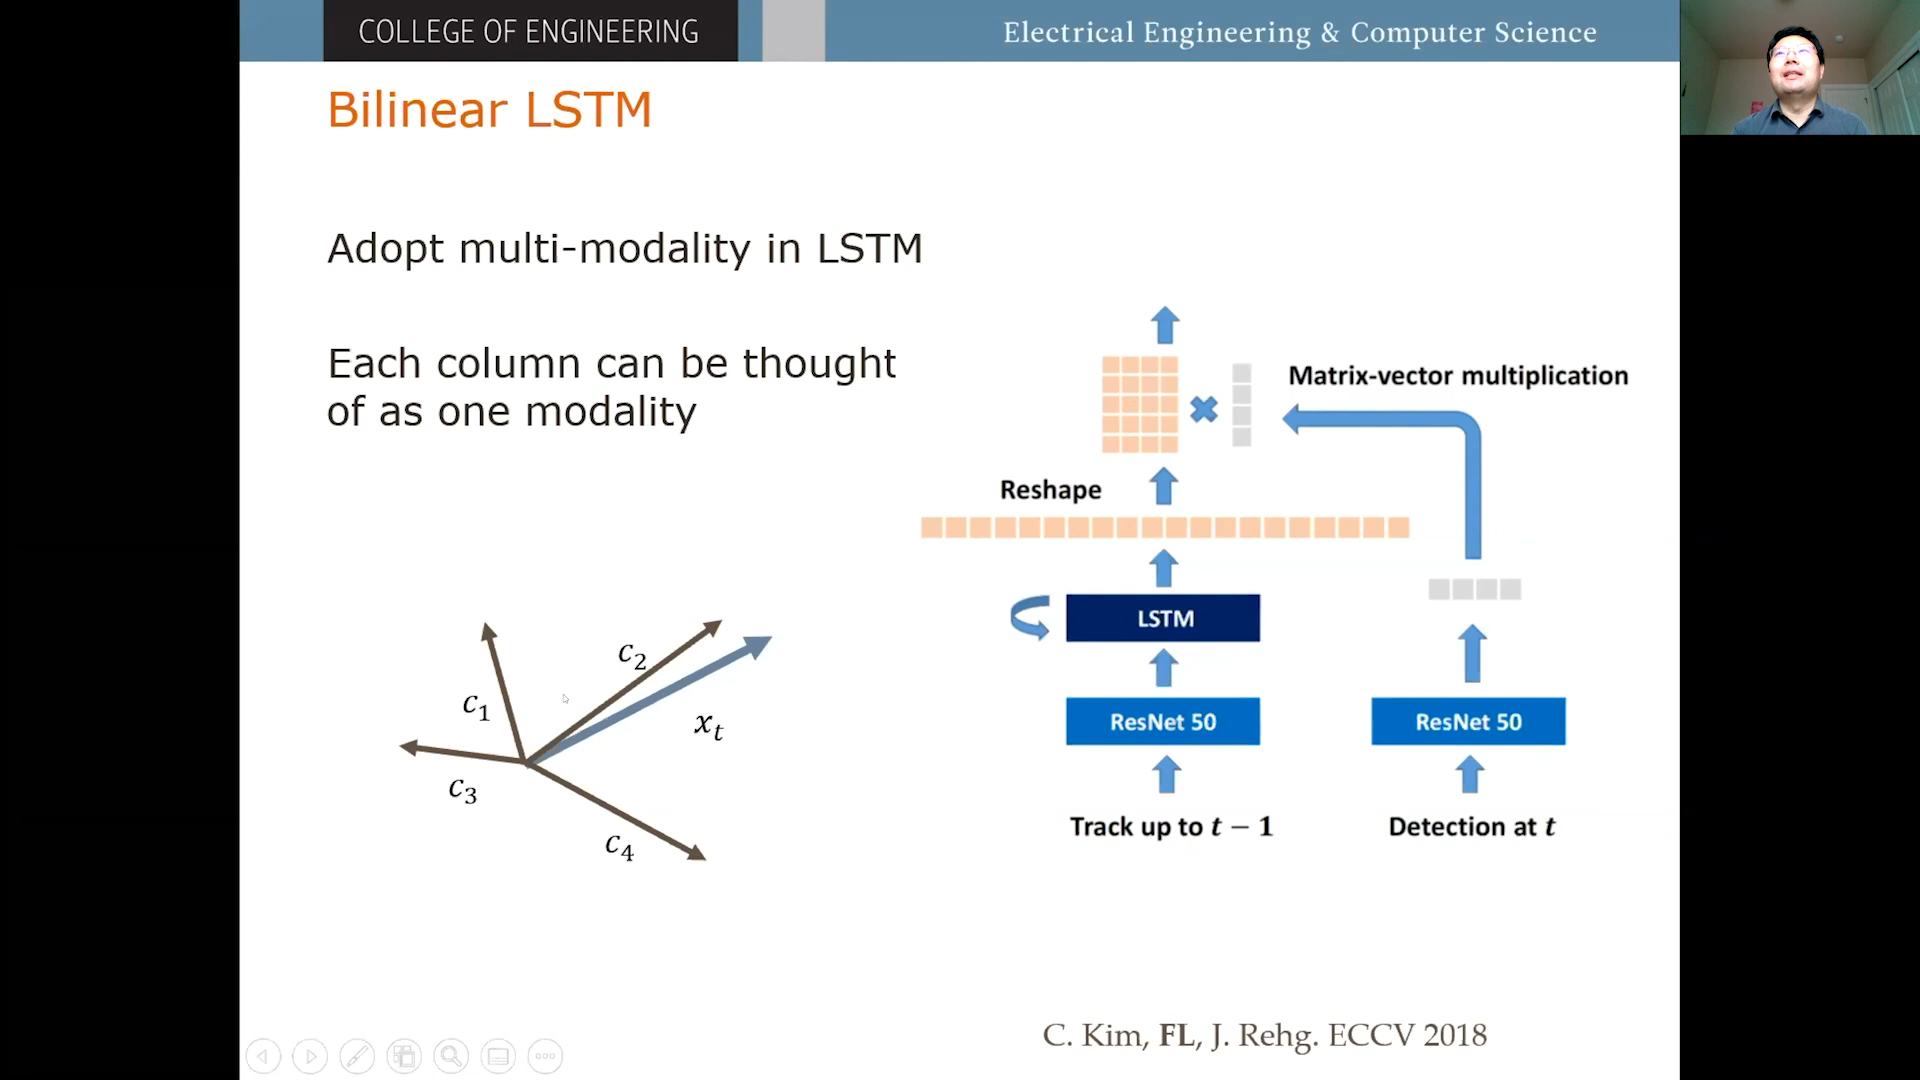 COLLEGE OF ENGINEERING
Electrical Engineering & Computer Science
Bilinear LSTM
Adopt multi-modality in LSTM
Each column can be thought
of as one modality
Matrix-vector multiplication
Reshape
LSTM
ResNet 50
ResNet 50
Track up to t − 1
Detection at t
c₂
c₁
xₜ
c₃
c₄
C. Kim, FL, J. Rehg. ECCV 2018